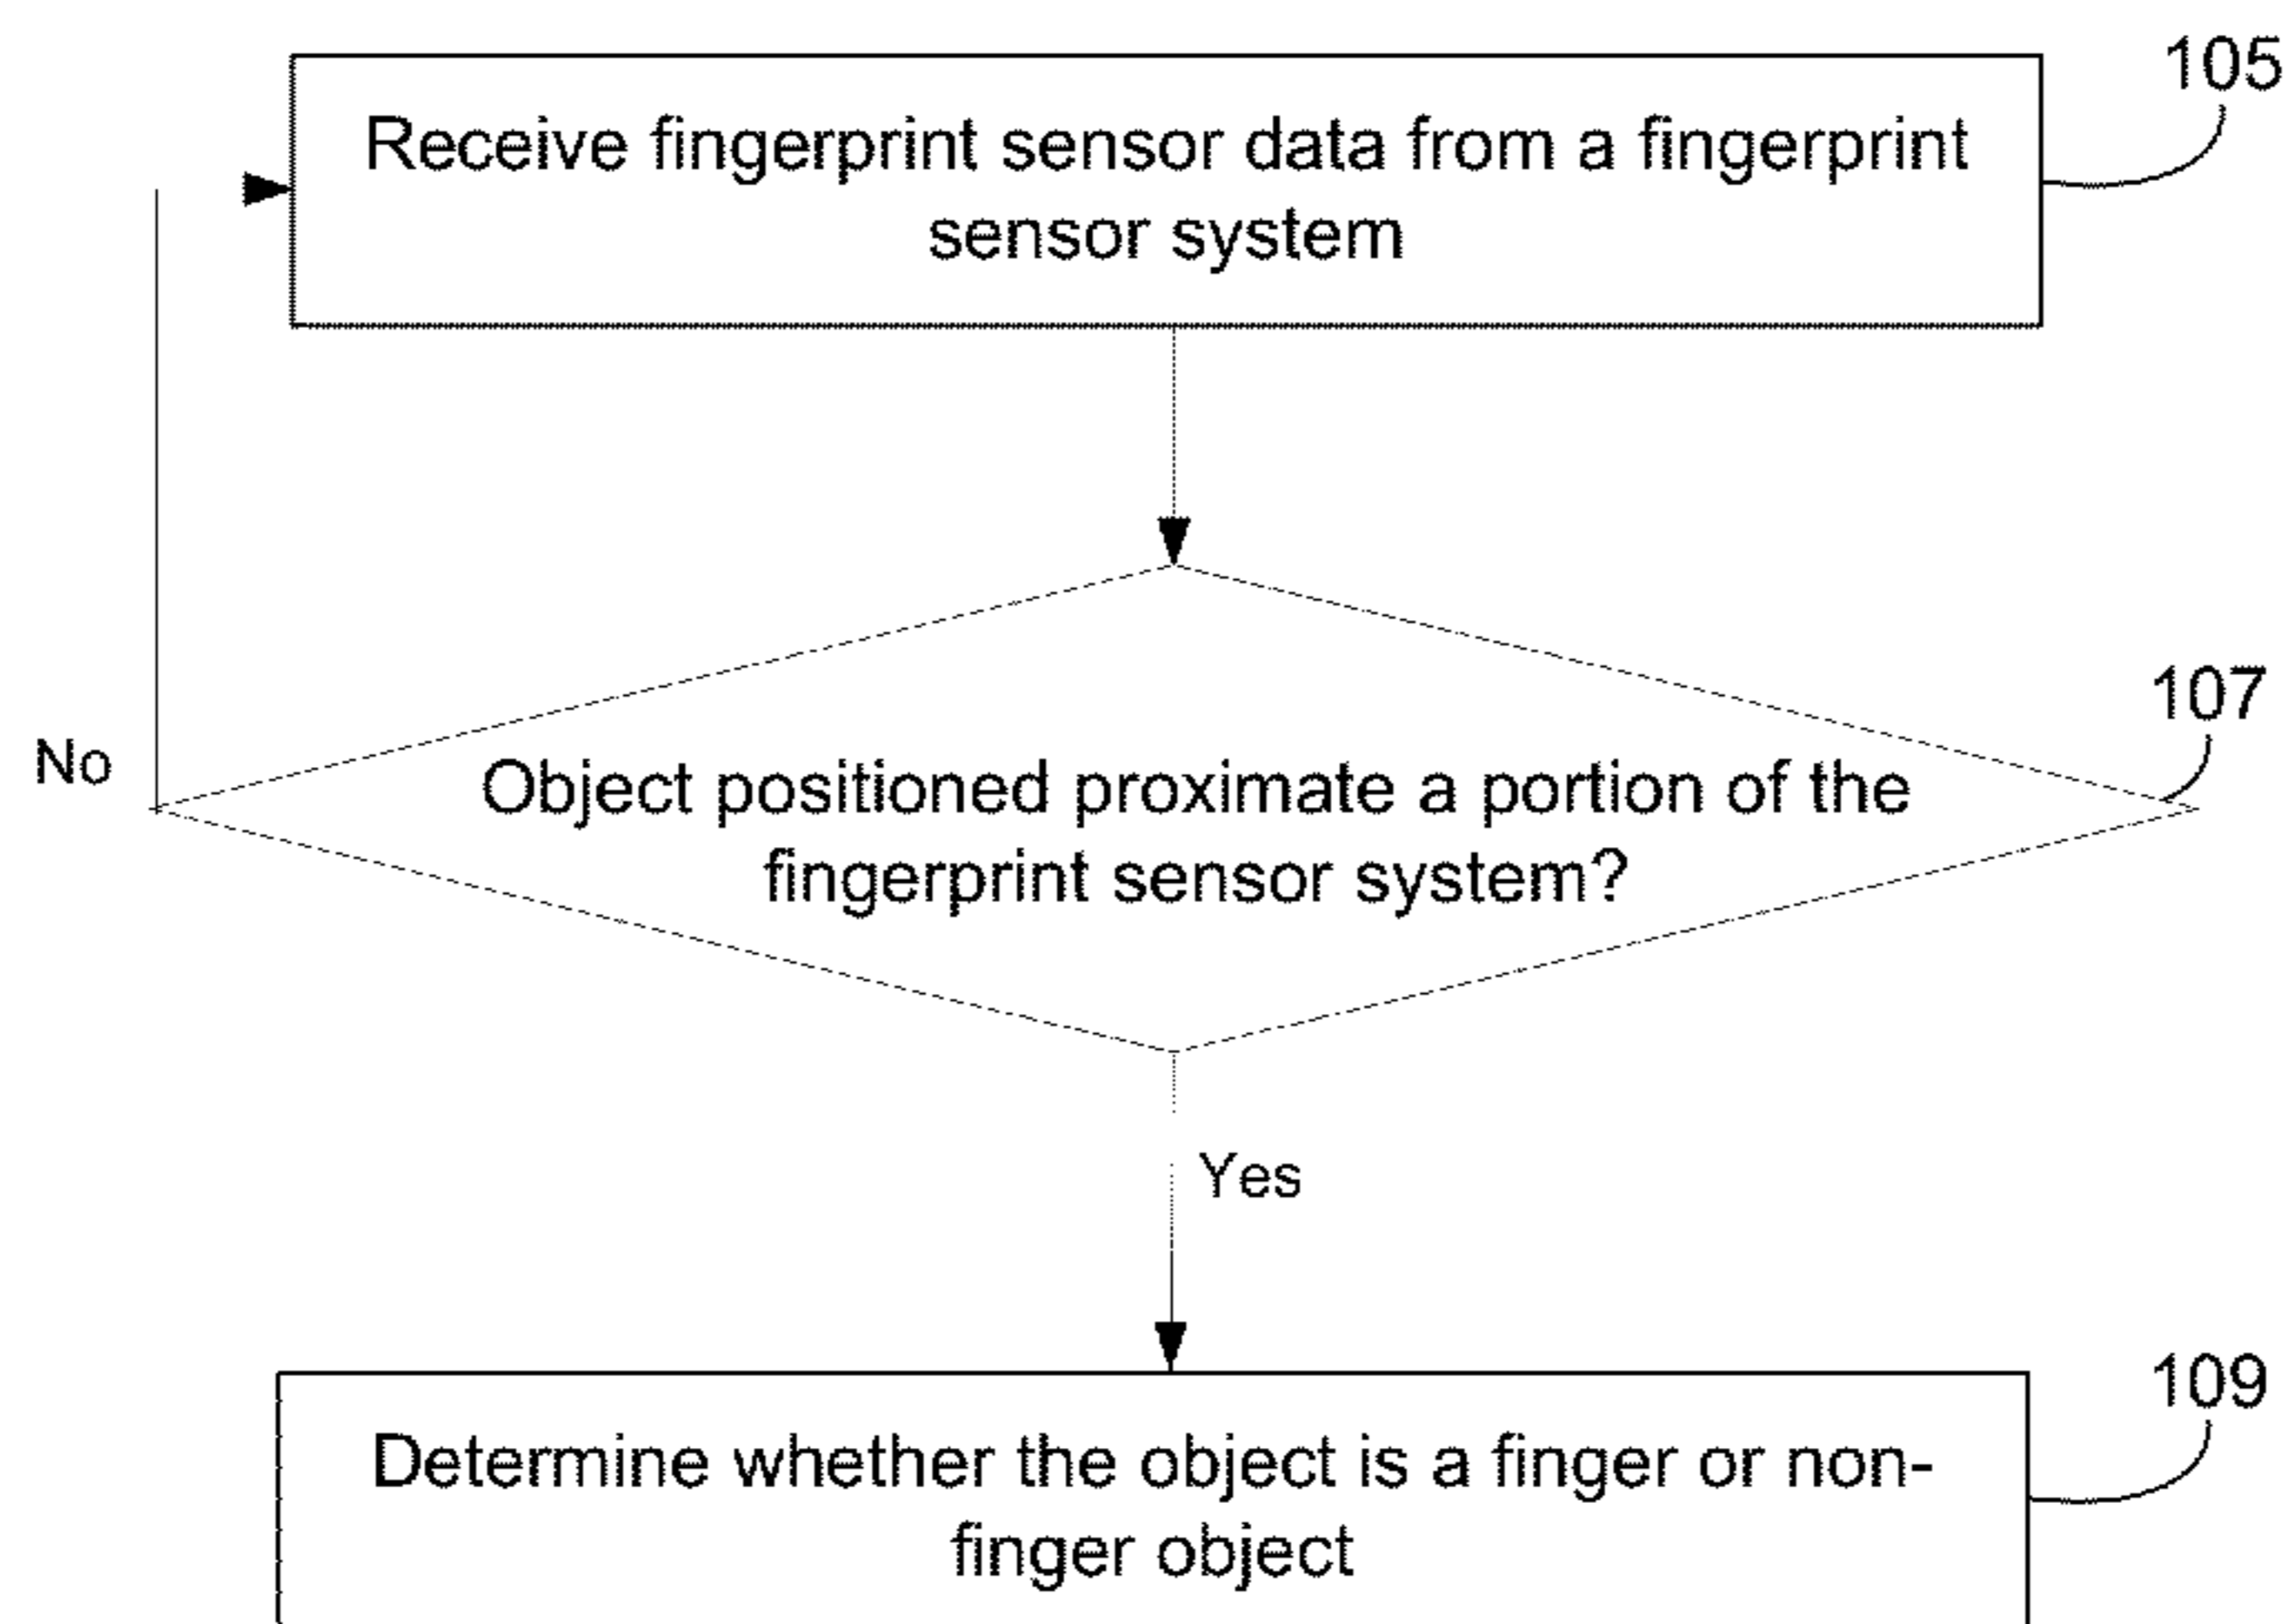 105
Receive fingerprint sensor data from a fingerprint
sensor system
107
No
Object positioned proximate a portion of the
fingerprint sensor system?
Yes
109
Determine whether the object is a finger or non-
finger object